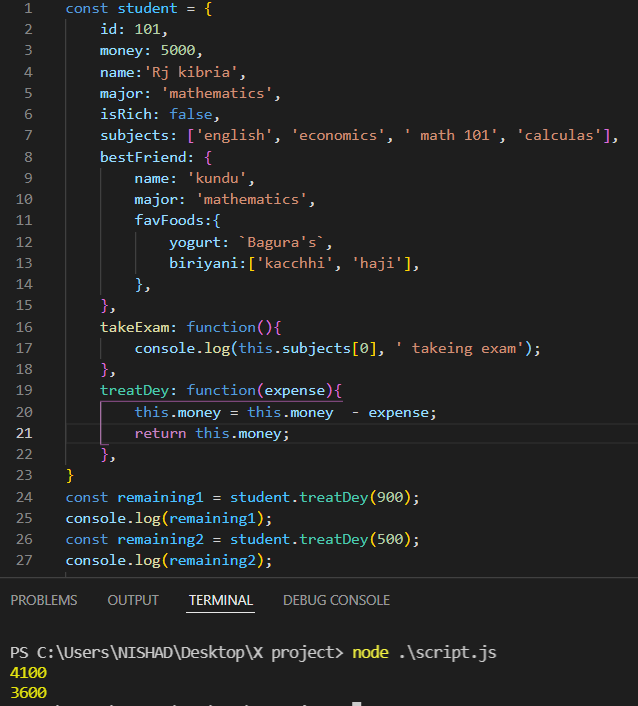 1 const student = {
2     id: 101,
3     money: 5000,
4     name:'Rj kibria',
5     major: 'mathematics',
6     isRich: false,
7     subjects: ['english', 'economics', ' math 101', 'calculas'],
8     bestFriend: {
9         name: 'kundu',
10         major: 'mathematics',
11         favFoods:{
12             yogurt: `Bagura's`,
13             biriyani:['kacchhi', 'haji'],
14         },
15     },
16     takeExam: function(){
17         console.log(this.subjects[0], ' takeing exam');
18     },
19     treatDey: function(expense){
20         this.money = this.money  - expense;
21         return this.money;
22     },
23 }
24 const remaining1 = student.treatDey(900);
25 console.log(remaining1);
26 const remaining2 = student.treatDey(500);
27 console.log(remaining2);
PROBLEMS OUTPUT TERMINAL DEBUG CONSOLE
PS C:\Users\NISHAD\Desktop\X project> node .\script.js
4100
3600